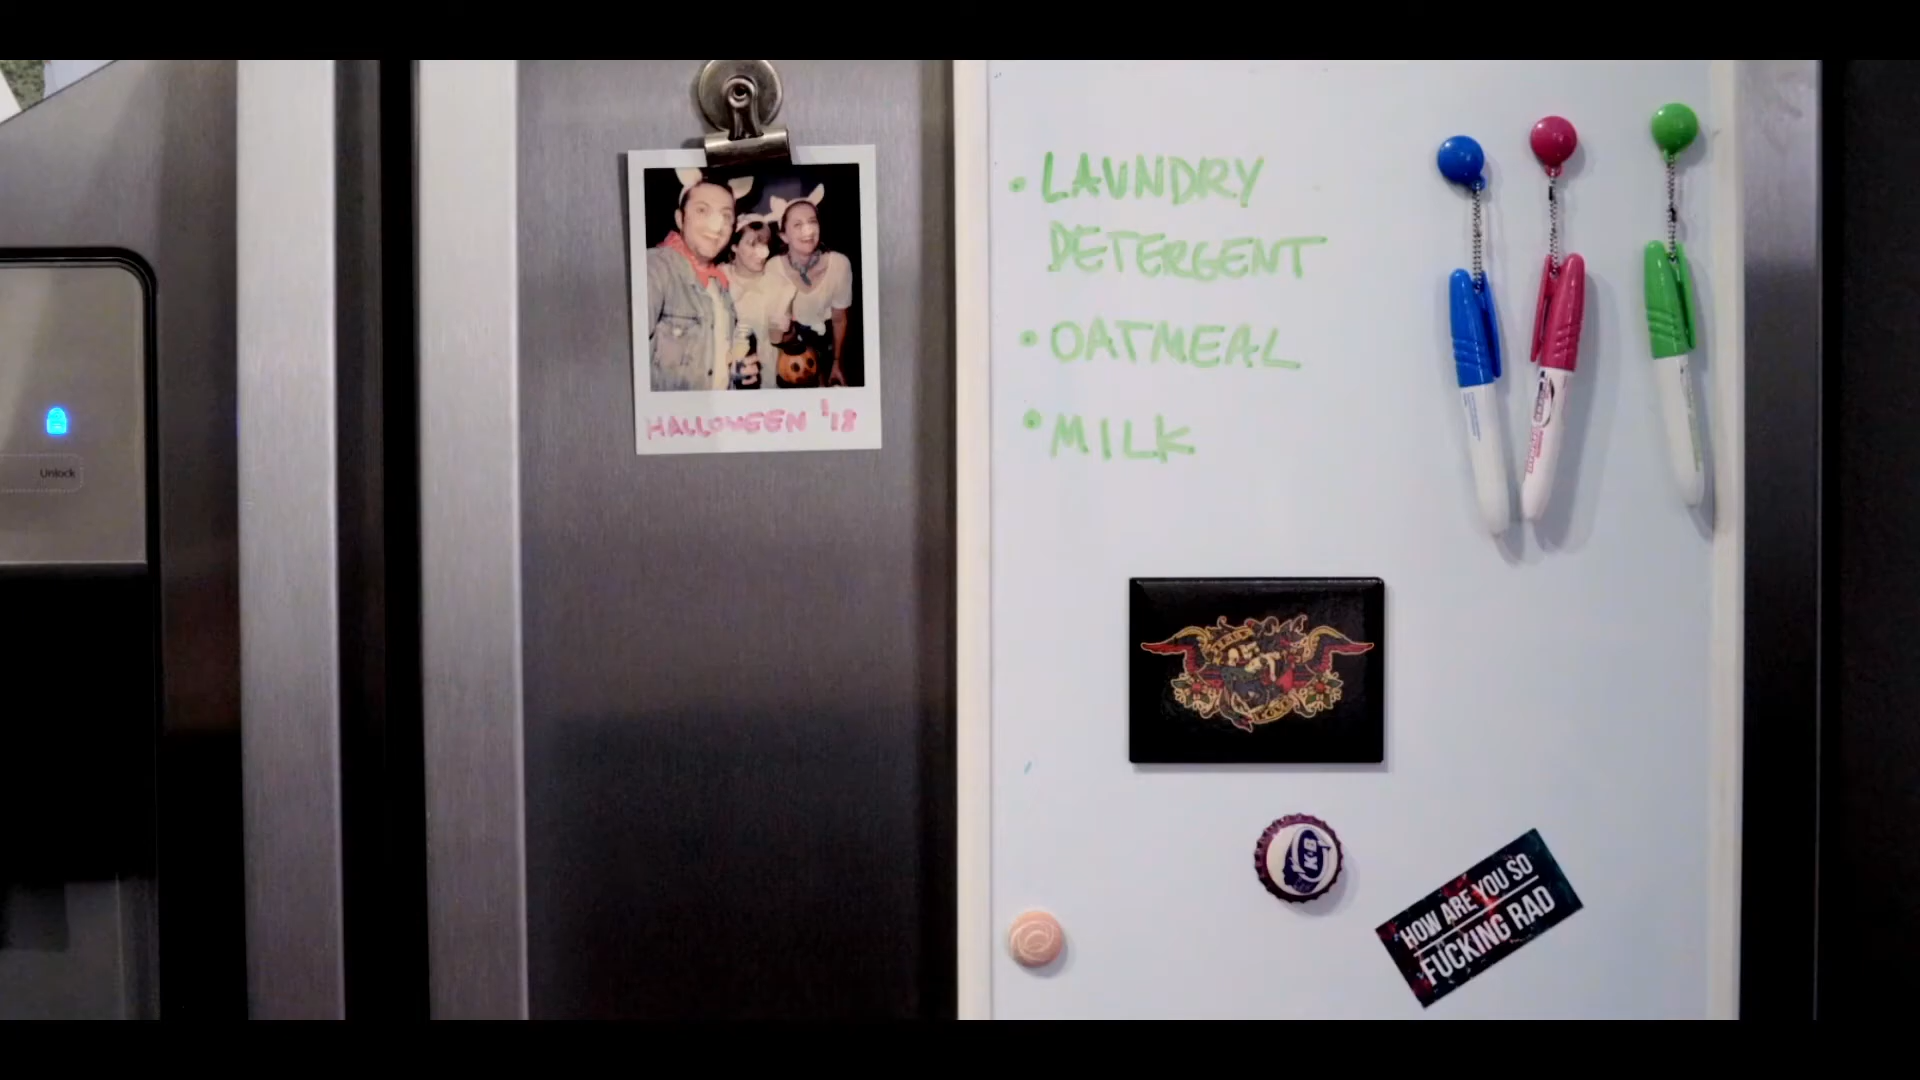 Unlock
HALLOWEEN '18
• LAUNDRY
DETERGENT
• OATMEAL
• MILK
HOW ARE YOU SO
FUCKING RAD